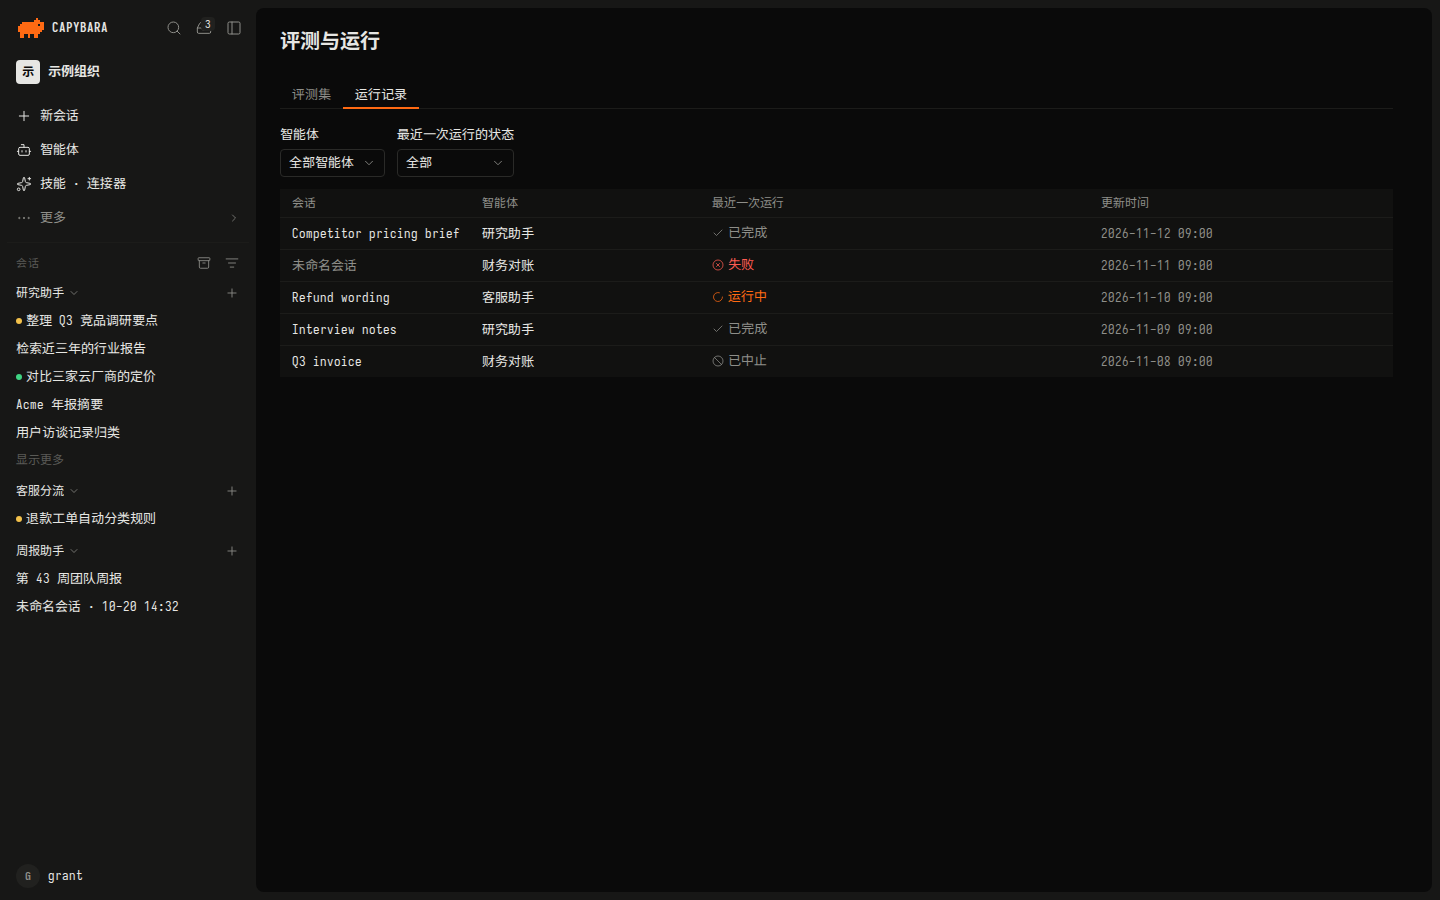 CAPYBARA
3
示 示例组织
新会话
智能体
技能 · 连接器
更多
会话
研究助手
整理 Q3 竞品调研要点
检索近三年的行业报告
对比三家云厂商的定价
Acme 年报摘要
用户访谈记录归类
显示更多
客服分流
退款工单自动分类规则
周报助手
第 43 周团队周报
未命名会话 · 10-20 14:32
G grant
评测与运行
评测集 运行记录
智能体 最近一次运行的状态
全部智能体 全部
会话 智能体 最近一次运行 更新时间
Competitor pricing brief 研究助手 已完成 2026-11-12 09:00
未命名会话 财务对账 失败 2026-11-11 09:00
Refund wording 客服助手 运行中 2026-11-10 09:00
Interview notes 研究助手 已完成 2026-11-09 09:00
Q3 invoice 财务对账 已中止 2026-11-08 09:00